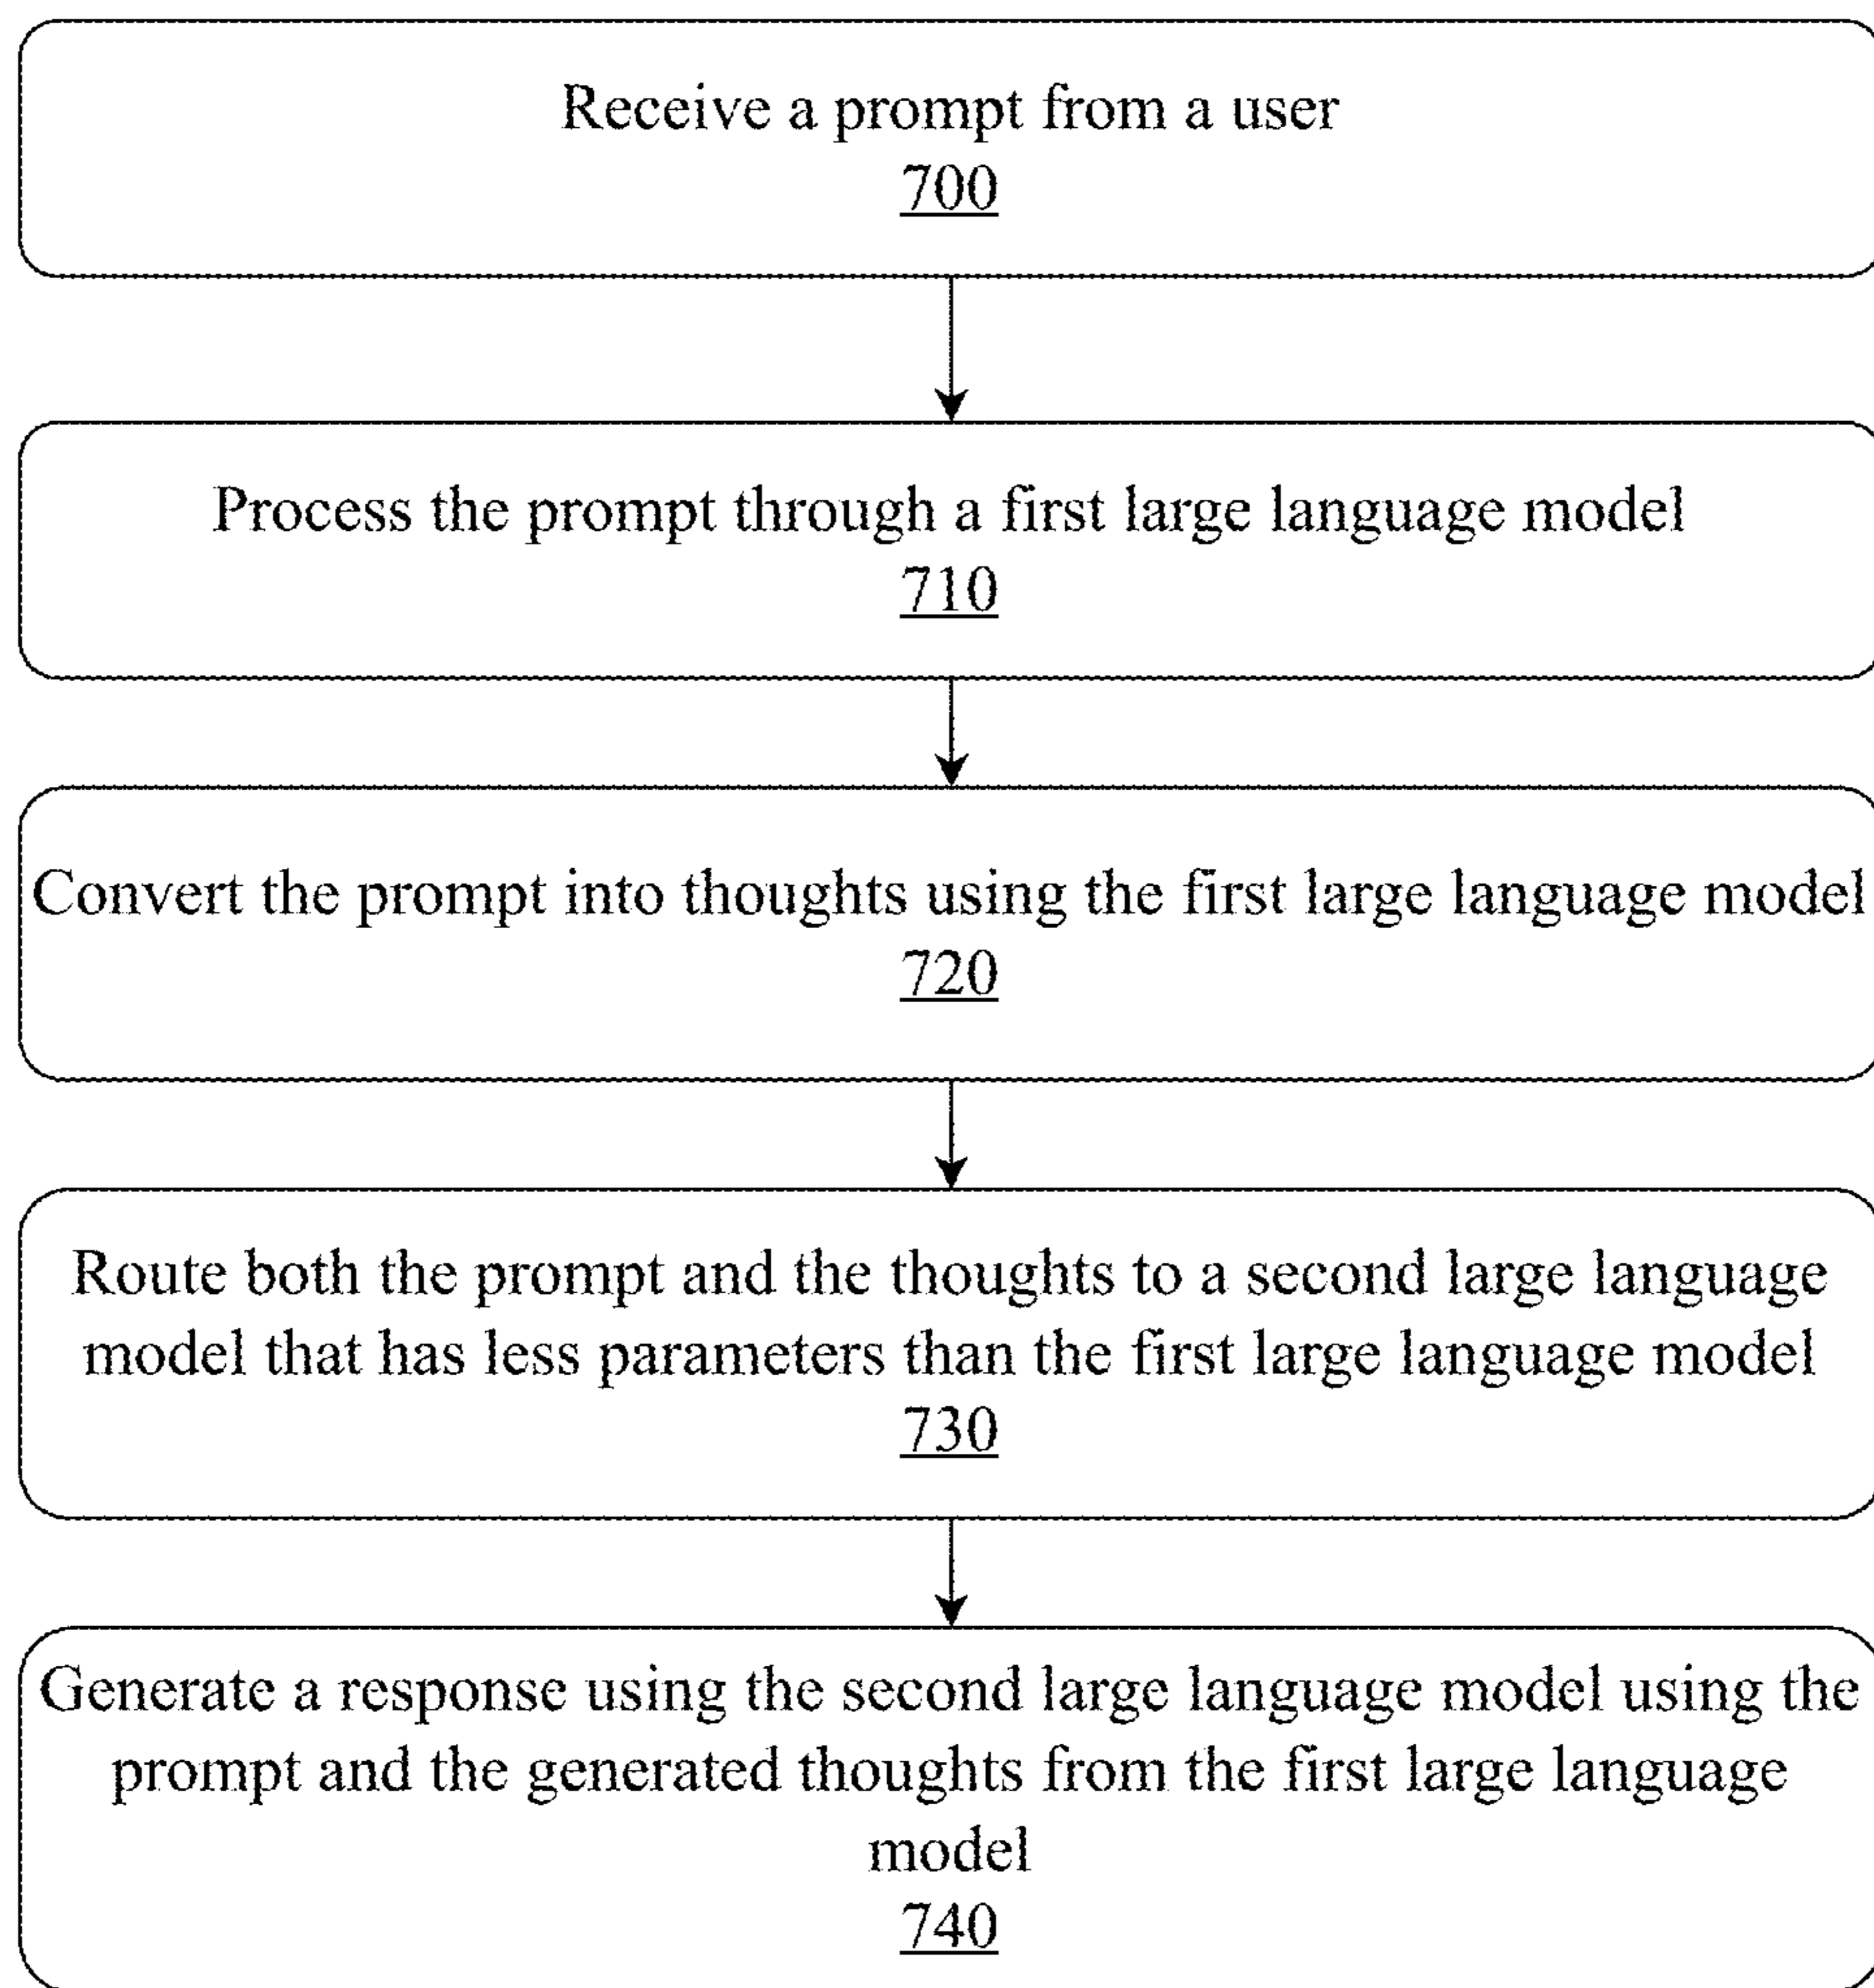 Receive a prompt from a user
700
Process the prompt through a first large language model
710
Convert the prompt into thoughts using the first large language model
720
Route both the prompt and the thoughts to a second large language
model that has less parameters than the first large language model
730
Generate a response using the second large language model using the
prompt and the generated thoughts from the first large language
model
740